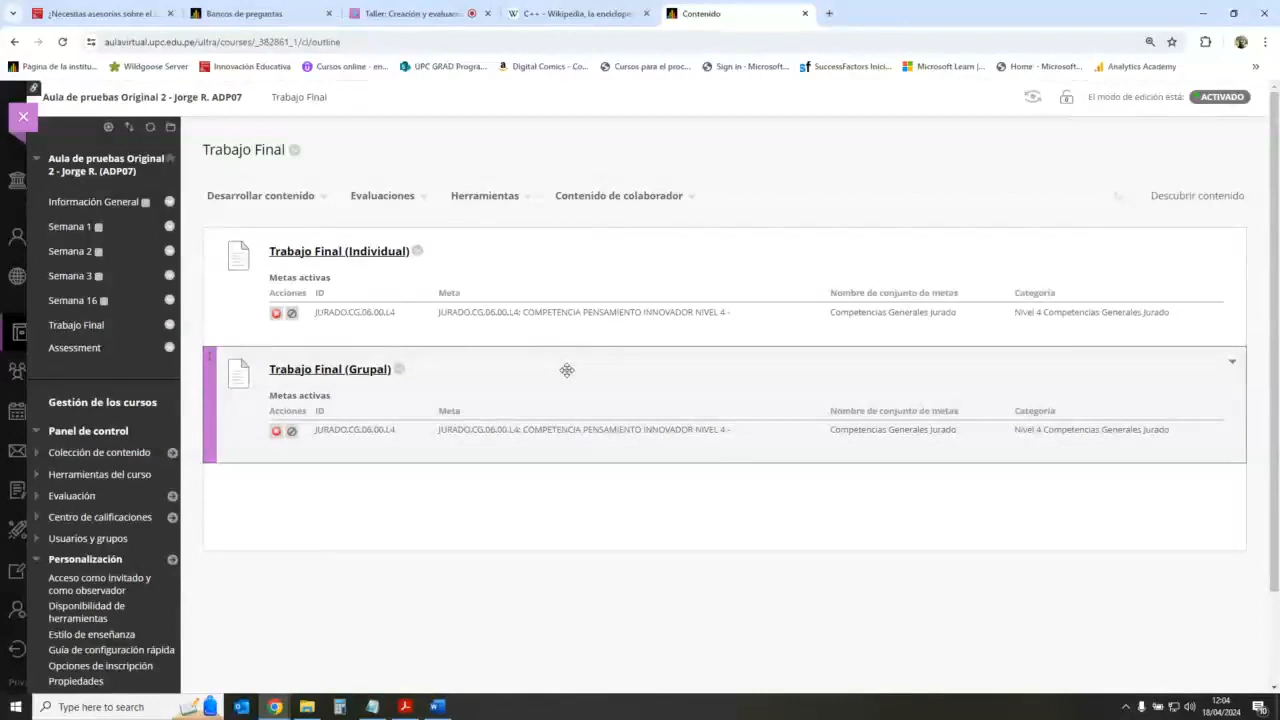 ¿Necesitas asesorías sobre el i
Bancos de preguntas
Taller: Creación y evaluac
C++ - Wikipedia, la enciclope
Contenido
aulavirtual.upc.edu.pe/ultra/courses/_382861_1/cl/outline
Página de la institu...
Wildgoose Server
Innovación Educativa
Cursos online - en...
UPC GRAD Progra...
Digital Comics - Co...
Cursos para el proc...
Sign in - Microsoft...
SuccessFactors Inici...
Microsoft Learn |...
Home - Microsoft...
Analytics Academy
Aula de pruebas Original 2 - Jorge R. ADP07
Trabajo Final
El modo de edición está:
ACTIVADO
Aula de pruebas Original
2 - Jorge R. (ADP07)
Información General
Semana 1
Semana 2
Semana 3
Semana 16
Trabajo Final
Assessment
Gestión de los cursos
Panel de control
Colección de contenido
Herramientas del curso
Evaluación
Centro de calificaciones
Usuarios y grupos
Personalización
Acceso como invitado y
como observador
Disponibilidad de
herramientas
Estilo de enseñanza
Guía de configuración rápida
Opciones de inscripción
Propiedades
Trabajo Final
Desarrollar contenido
Evaluaciones
Herramientas
Contenido de colaborador
Descubrir contenido
Trabajo Final (Individual)
Metas activas
Acciones ID Meta Nombre de conjunto de metas Categoría
JURADO.CG.06.00.L4 JURADO.CG.06.00.L4: COMPETENCIA PENSAMIENTO INNOVADOR NIVEL 4 - Competencias Generales Jurado Nivel 4 Competencias Generales Jurado
Trabajo Final (Grupal)
Metas activas
Acciones ID Meta Nombre de conjunto de metas Categoría
JURADO.CG.06.00.L4 JURADO.CG.06.00.L4: COMPETENCIA PENSAMIENTO INNOVADOR NIVEL 4 - Competencias Generales Jurado Nivel 4 Competencias Generales Jurado
Type here to search
12:04
18/04/2024